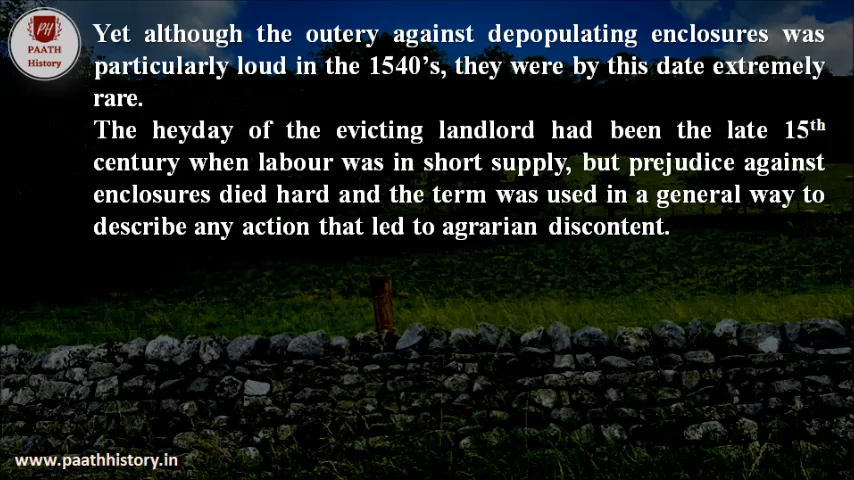 PH
PAATH
History
Yet although the outery against depopulating enclosures was
particularly loud in the 1540's, they were by this date extremely
rare.
The heyday of the evicting landlord had been the late 15th
century when labour was in short supply, but prejudice against
enclosures died hard and the term was used in a general way to
describe any action that led to agrarian discontent.
www.paathhistory.in